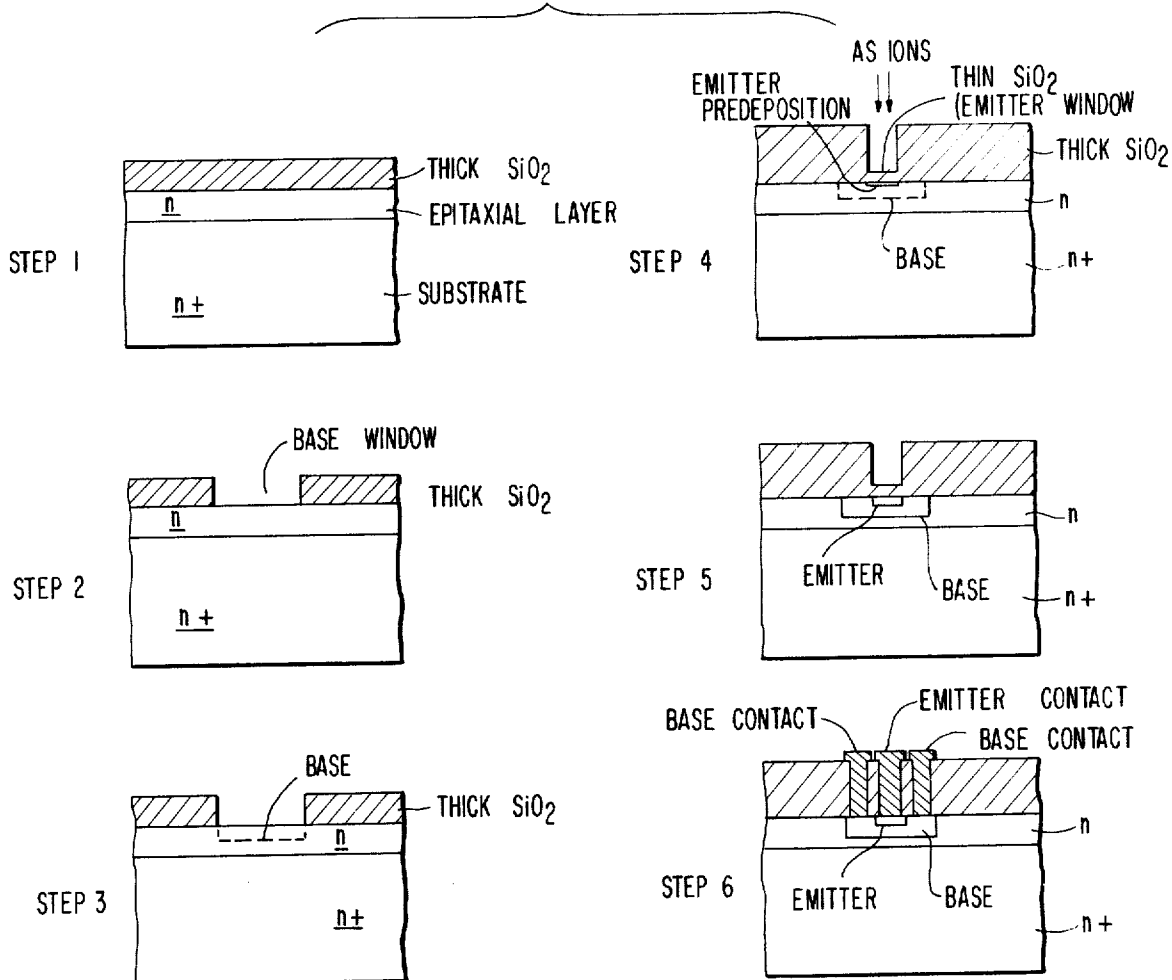 STEP 1
THICK SiO2
n
EPITAXIAL LAYER
n+
SUBSTRATE
STEP 2
BASE WINDOW
THICK SiO2
n
n+
STEP 3
BASE
THICK SiO2
n
n+
STEP 4
AS IONS
EMITTER
PREDEPOSITION
THIN SiO2
(EMITTER WINDOW
THICK SiO2
n
BASE
n+
STEP 5
n
EMITTER
BASE
n+
STEP 6
BASE CONTACT
EMITTER CONTACT
BASE CONTACT
n
EMITTER
BASE
n+